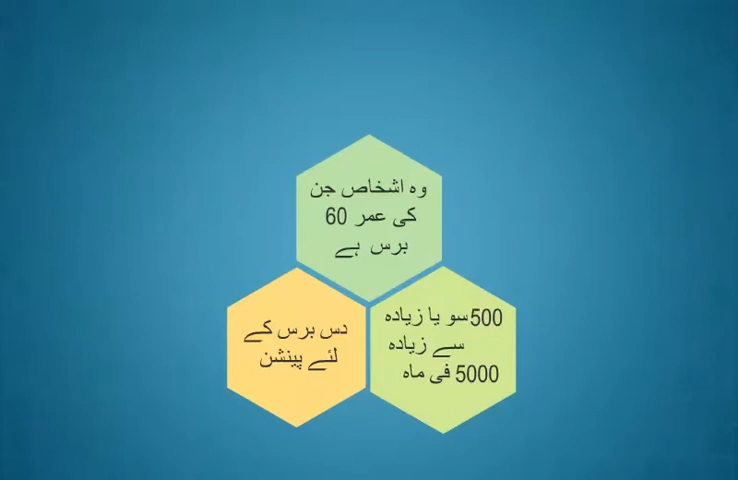 وہ اشخاص جن
کی عمر 60
برس ہے
500سو یا زیادہ
سے زیادہ
5000 فی ماہ
دس برس کے
لئے پینشن